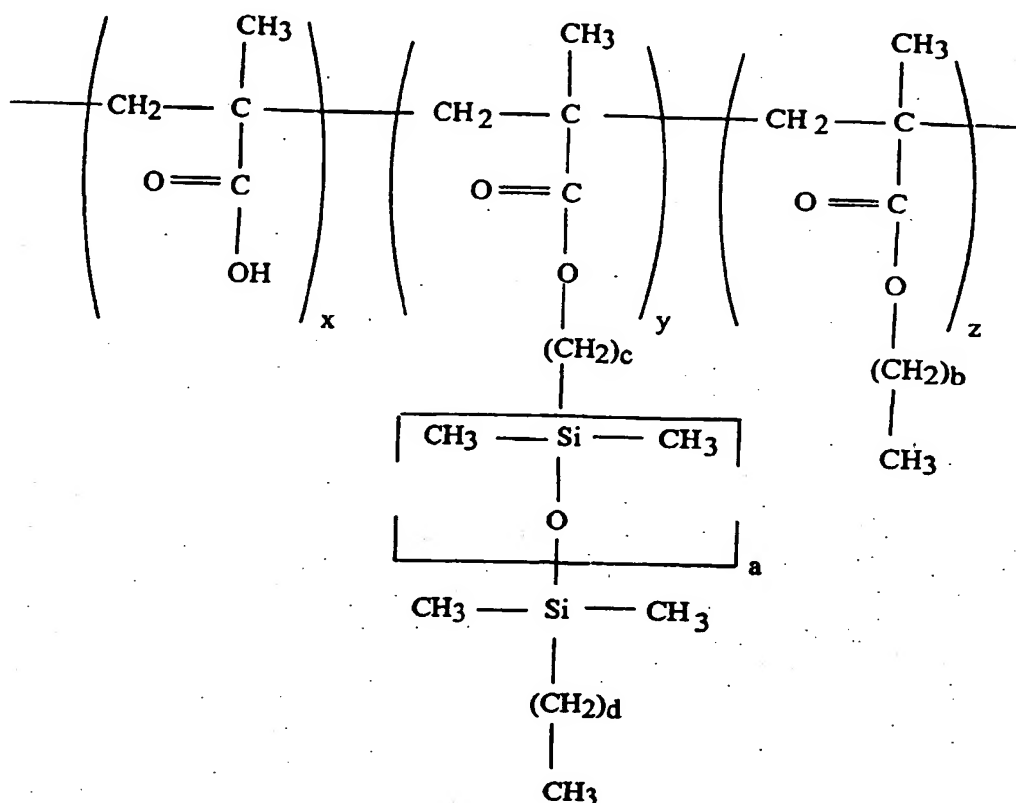 CH3 CH3 CH3
CH2 C CH2 C CH2 C
O C O C O C
OH O O
x y z
(CH2)c (CH2)b
CH3 Si CH3 CH3
O
a
CH3 Si CH3
(CH2)d
CH3